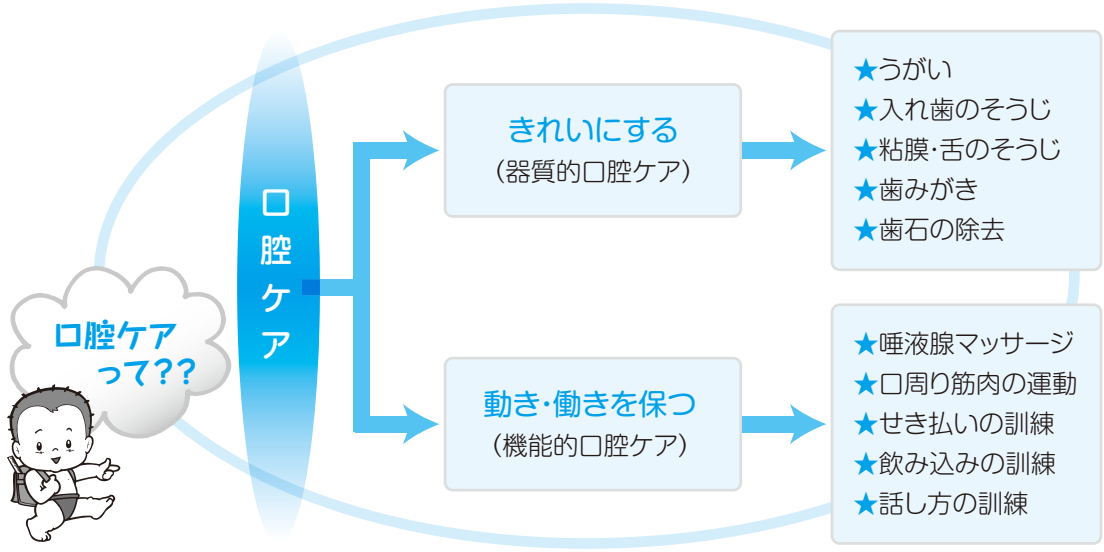 口腔ケア
って??
口腔ケア
きれいにする
(器質的口腔ケア)
★うがい
★入れ歯のそうじ
★粘膜・舌のそうじ
★歯みがき
★歯石の除去
動き・働きを保つ
(機能的口腔ケア)
★唾液腺マッサージ
★口周り筋肉の運動
★せき払いの訓練
★飲み込みの訓練
★話し方の訓練